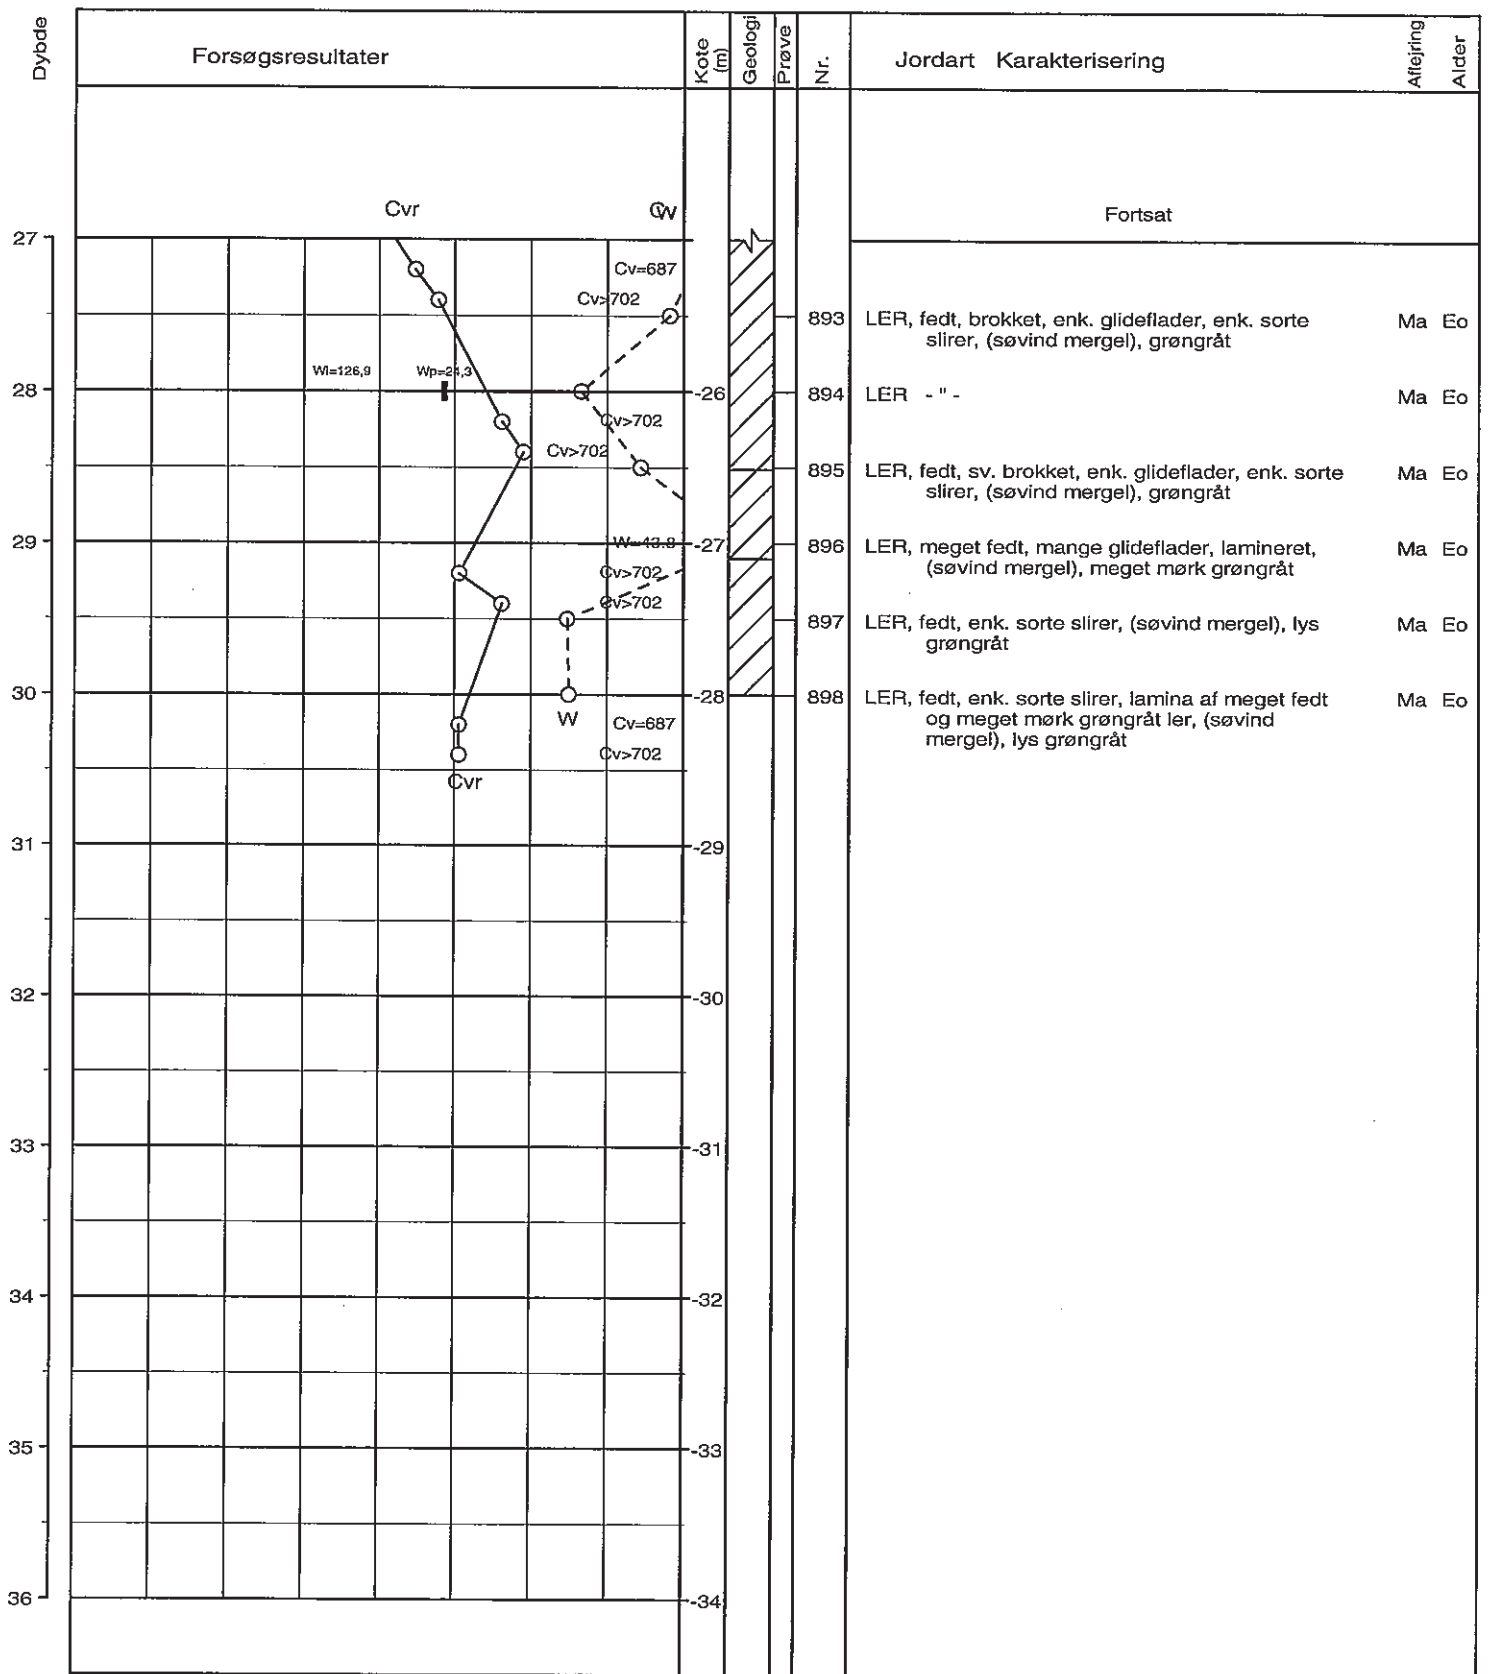 Dybde
Forsøgsresultater
Kote (m)
Geologi
Prøve
Nr.
Jordart Karakterisering
Aflejring
Alder
Cvr
W
Fortsat
27
Cv=687
Cv>702
893 LER, fedt, brokket, enk. glideflader, enk. sorte Ma Eo
slirer, (søvind mergel), grøngråt
Wl=126,9 Wp=24,3
28 -26 894 LER - " - Ma Eo
Cv>702
Cv>702
895 LER, fedt, sv. brokket, enk. glideflader, enk. sorte Ma Eo
slirer, (søvind mergel), grøngråt
29 W=43.8 -27 896 LER, meget fedt, mange glideflader, lamineret, Ma Eo
(søvind mergel), meget mørk grøngråt
Cv>702
Cv>702
897 LER, fedt, enk. sorte slirer, (søvind mergel), lys Ma Eo
grøngråt
30 -28 898 LER, fedt, enk. sorte slirer, lamina af meget fedt Ma Eo
og meget mørk grøngråt ler, (søvind
mergel), lys grøngråt
W
Cv=687
Cv>702
Cvr
31 -29
32 -30
33 -31
34 -32
35 -33
36 -34